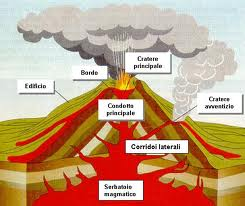 Cratere
principale
Bordo
Edificio
Cratere
avventizio
Condotto
principale
Corridoi laterali
Serbatoio
magmatico